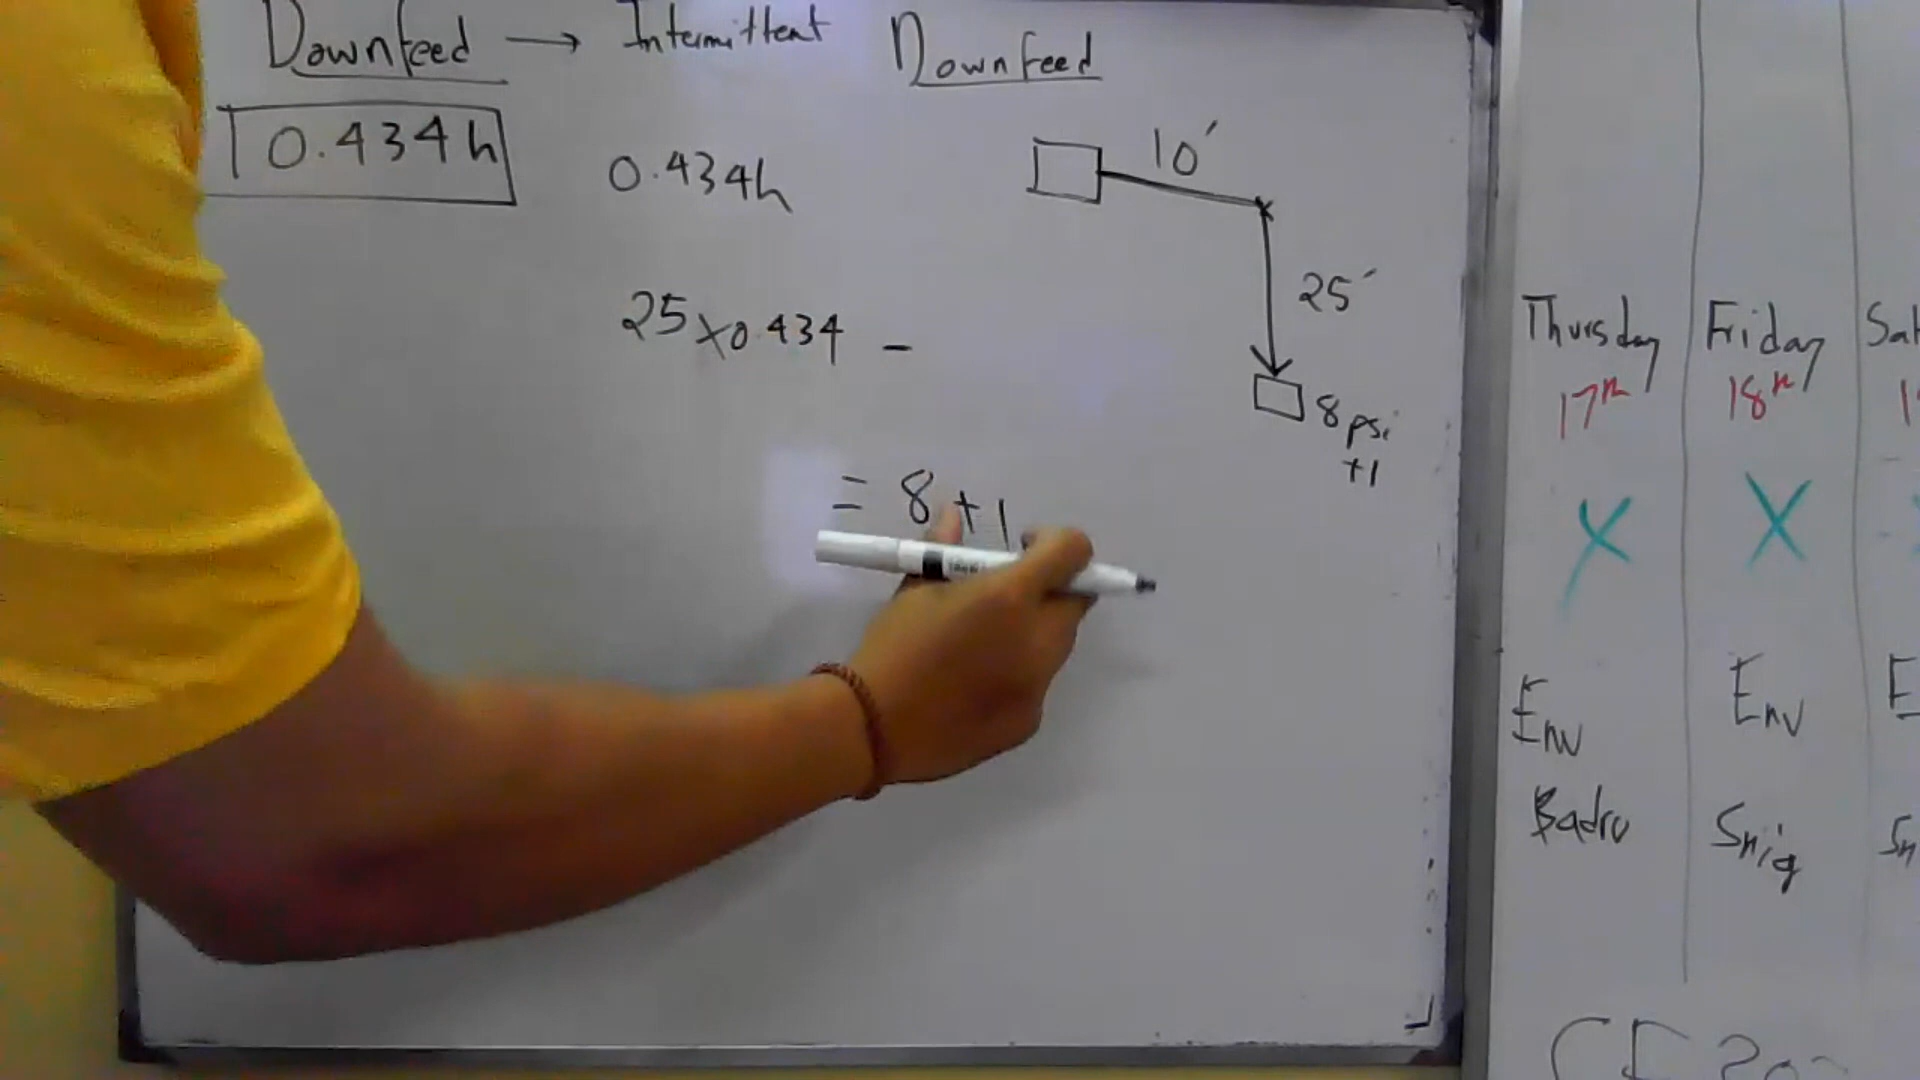 Downfeed → Intermittent Downfeed
0.434h
0.434h
10'
25'
25 x 0.434 -
8 psi
+1
= 8 + 1
Thursday Friday
17th 18th
X X
Env Env
Badru Sniq